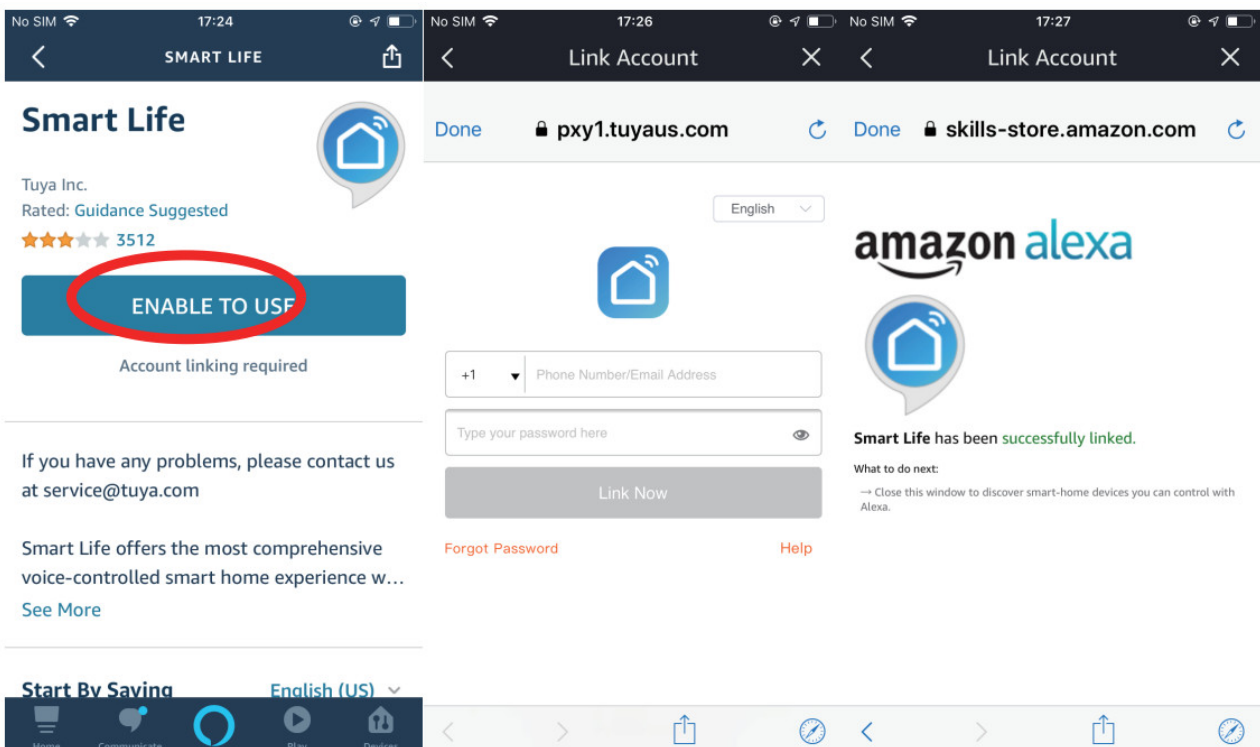 No SIM
17:24
SMART LIFE
Smart Life
Tuya Inc.
Rated: Guidance Suggested
3512
ENABLE TO USE
Account linking required
If you have any problems, please contact us
at service@tuya.com
Smart Life offers the most comprehensive
voice-controlled smart home experience w...
See More
Start By Saving
English (US)
Home
Communicate
Play
Devices
No SIM
17:26
Link Account
Done
pxy1.tuyaus.com
English
+1
Phone Number/Email Address
Type your password here
Link Now
Forgot Password
Help
No SIM
17:27
Link Account
Done
skills-store.amazon.com
amazon alexa
Smart Life has been successfully linked.
What to do next:
→ Close this window to discover smart-home devices you can control with
Alexa.